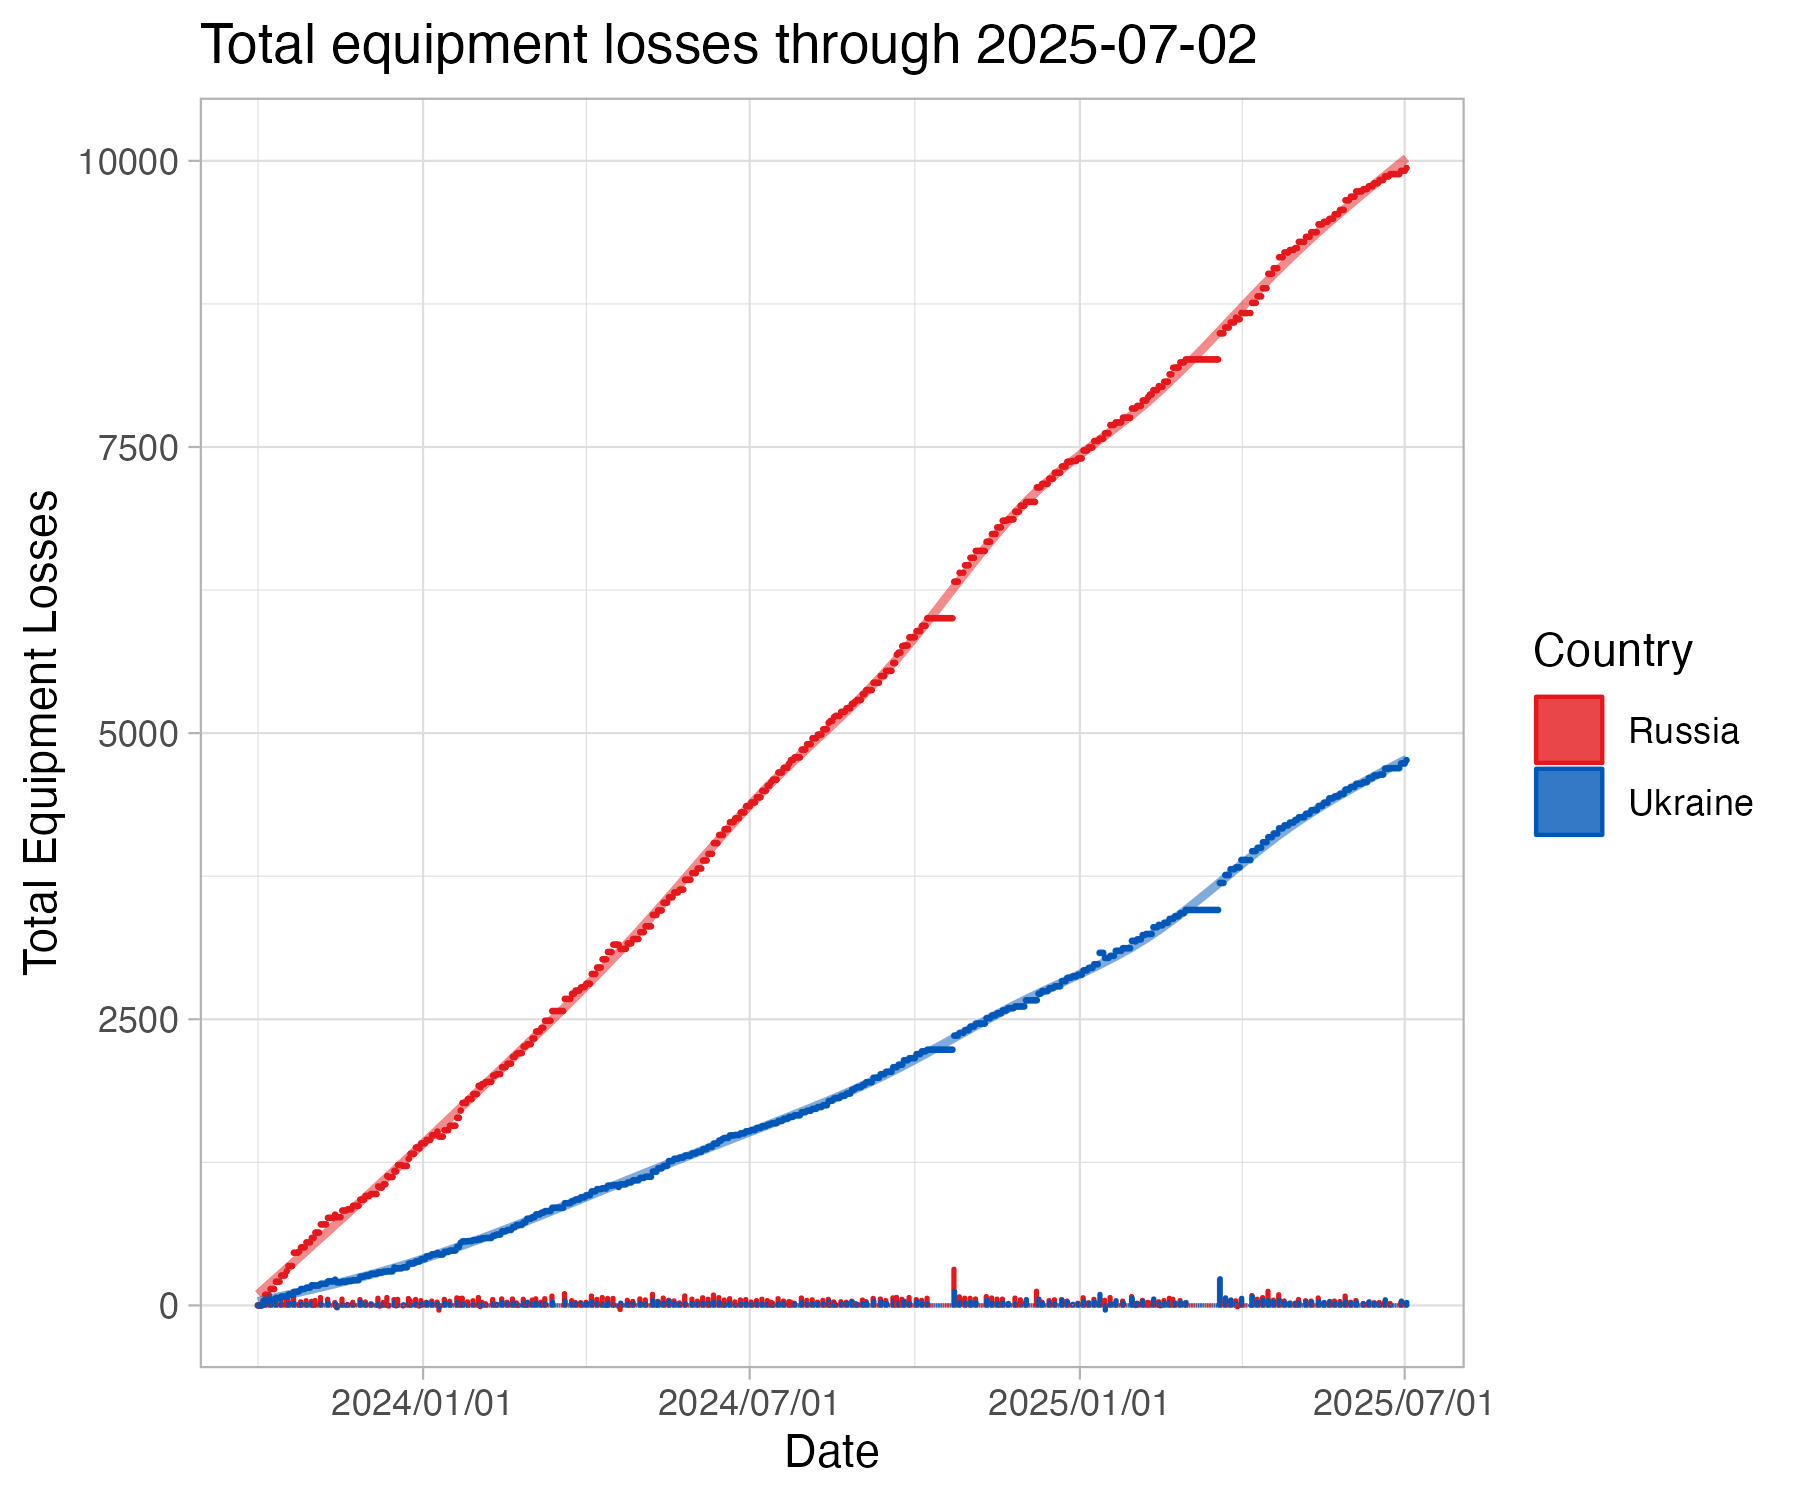 Total equipment losses through 2025-07-02
Total Equipment Losses
10000
7500
5000
2500
0
2024/01/01
2024/07/01
2025/01/01
2025/07/01
Date
Country
Russia
Ukraine